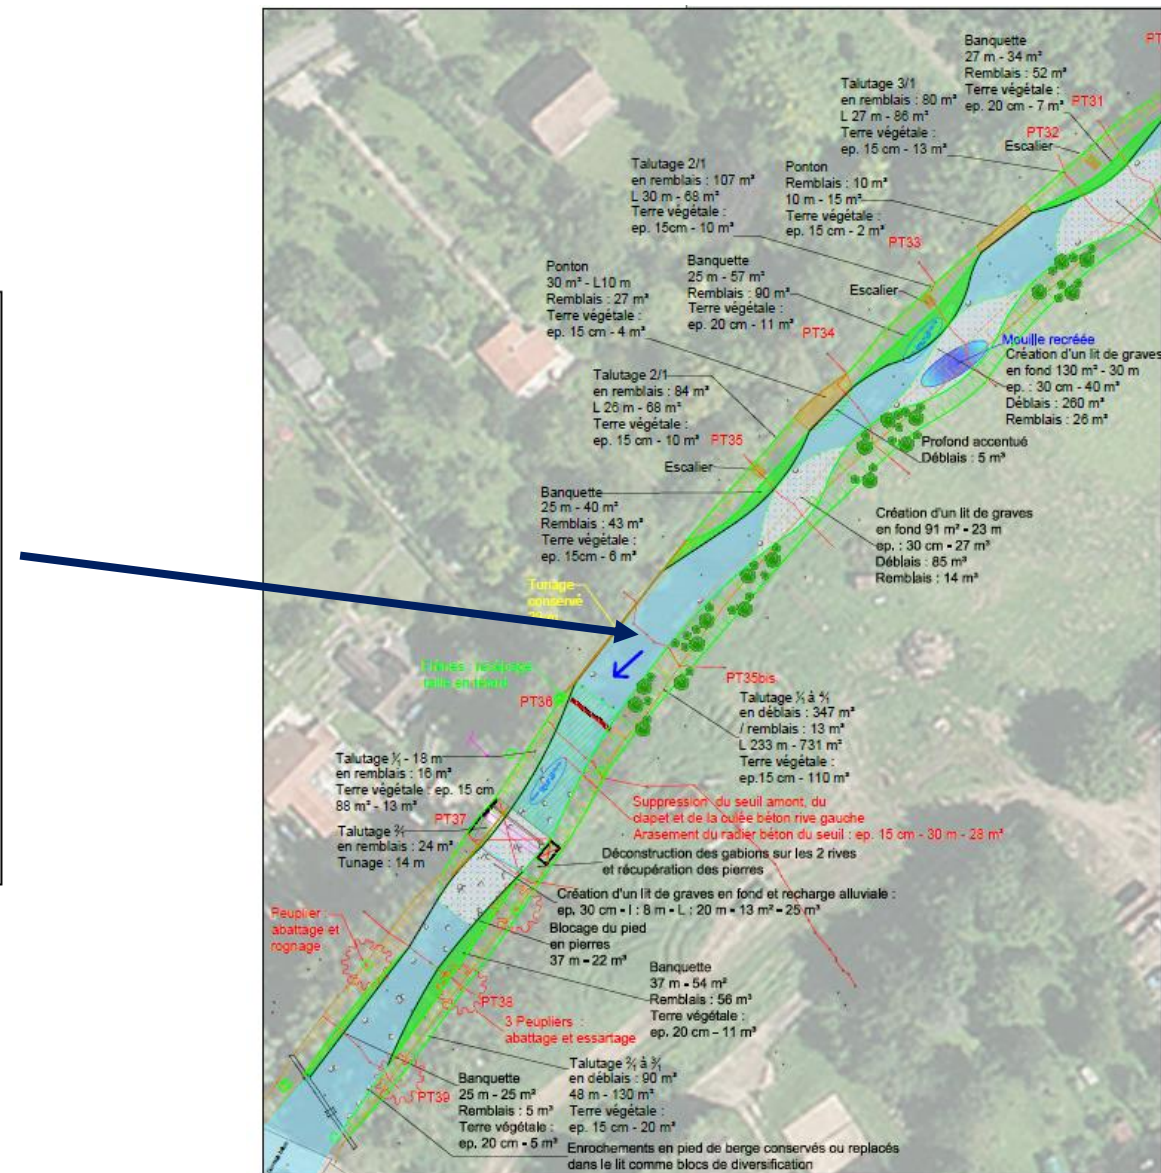 Banquette
27 m - 34 m²
Remblais : 52 m³
Terre végétale :
ep. 20 cm - 7 m³
PT31
PT32
Escalier
Talutage 3/1
en remblais : 80 m³
L 27 m - 86 m²
Terre végétale :
ep. 15 cm - 13 m³
Talutage 2/1
en remblais : 107 m³
L 30 m - 68 m²
Terre végétale :
ep. 15cm - 10 m³
Ponton
Remblais : 10 m³
10 m - 15 m²
Terre végétale :
ep. 15 cm - 2 m³
PT33
Escalier
Banquette
25 m - 57 m²
Remblais : 90 m³
Terre végétale :
ep. 20 cm - 11 m³
PT34
Ponton
30 m² - L10 m
Remblais : 27 m³
Terre végétale :
ep. 15 cm - 4 m³
Mouille recréée
Création d'un lit de graves
en fond 130 m² - 30 m
ep. : 30 cm - 40 m³
Déblais : 260 m³
Remblais : 26 m³
Talutage 2/1
en remblais : 84 m³
L 26 m - 68 m²
Terre végétale :
ep. 15 cm - 10 m³
PT35
Escalier
Profond accentué
Déblais : 5 m³
Banquette
25 m - 40 m²
Remblais : 43 m³
Terre végétale :
ep. 15cm - 6 m³
Création d'un lit de graves
en fond 91 m² - 23 m
ep. : 30 cm - 27 m³
Déblais : 85 m³
Remblais : 14 m³
Tunage
conservé
PT35bis
PT36
Talutage ⅟₁ à ⁴⁄₁
en déblais : 347 m³
/ remblais : 13 m³
L 233 m - 731 m²
Terre végétale :
ep.15 cm - 110 m³
Talutage ⅟₁ - 18 m
en remblais : 16 m³
Terre végétale : ep. 15 cm
88 m² - 13 m³
PT37
Talutage ²⁄₁
en remblais : 24 m³
Tunage : 14 m
Suppression du seuil amont, du
clapet et de la culée béton rive gauche
Arasement du radier béton du seuil : ep. 15 cm - 30 m - 28 m³
Déconstruction des gabions sur les 2 rives
et récupération des pierres
Création d'un lit de graves en fond et recharge alluviale :
ep. 30 cm - l : 8 m - L : 20 m - 13 m² - 25 m³
Blocage du pied
en pierres
37 m - 22 m³
Peuplier :
abattage et
rognage
Banquette
37 m - 54 m²
Remblais : 56 m³
Terre végétale :
ep. 20 cm - 11 m³
PT38
3 Peupliers :
abattage et essartage
Talutage ²⁄₁ à ³⁄₁
en déblais : 90 m³
48 m - 130 m²
Terre végétale :
ep. 15 cm - 20 m³
PT39
Banquette
25 m - 25 m²
Remblais : 5 m³
Terre végétale :
ep. 20 cm - 5 m³
Enrochements en pied de berge conservés ou replacés
dans le lit comme blocs de diversification